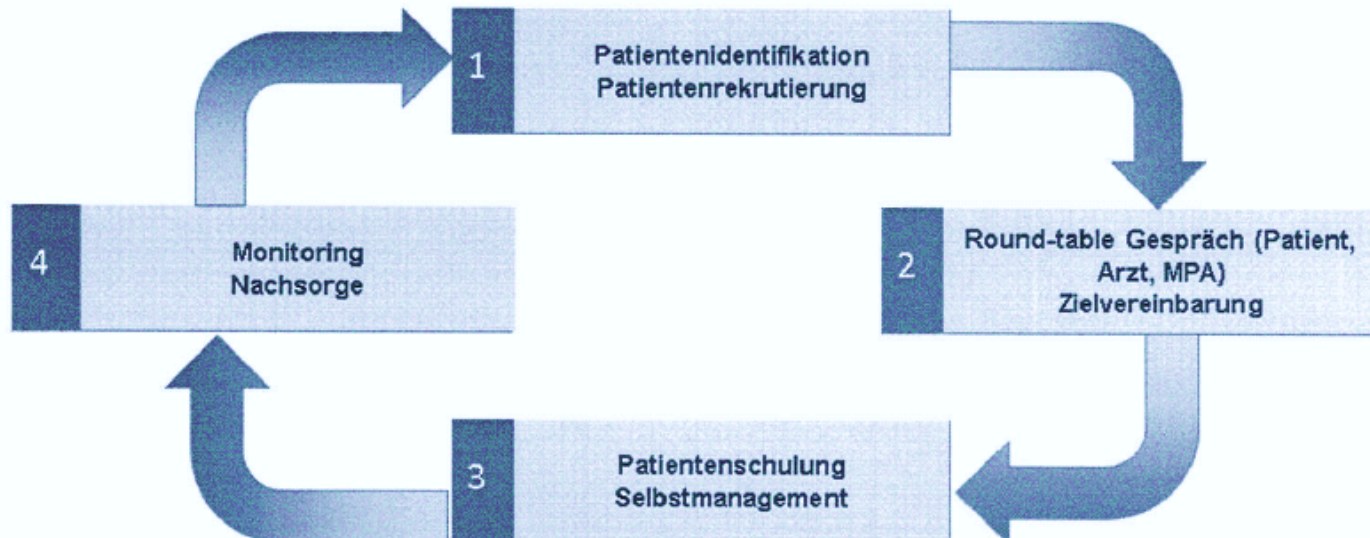 1
Patientenidentifikation
Patientenrekrutierung
2
Round-table Gespräch (Patient,
Arzt, MPA)
Zielvereinbarung
3
Patientenschulung
Selbstmanagement
4
Monitoring
Nachsorge